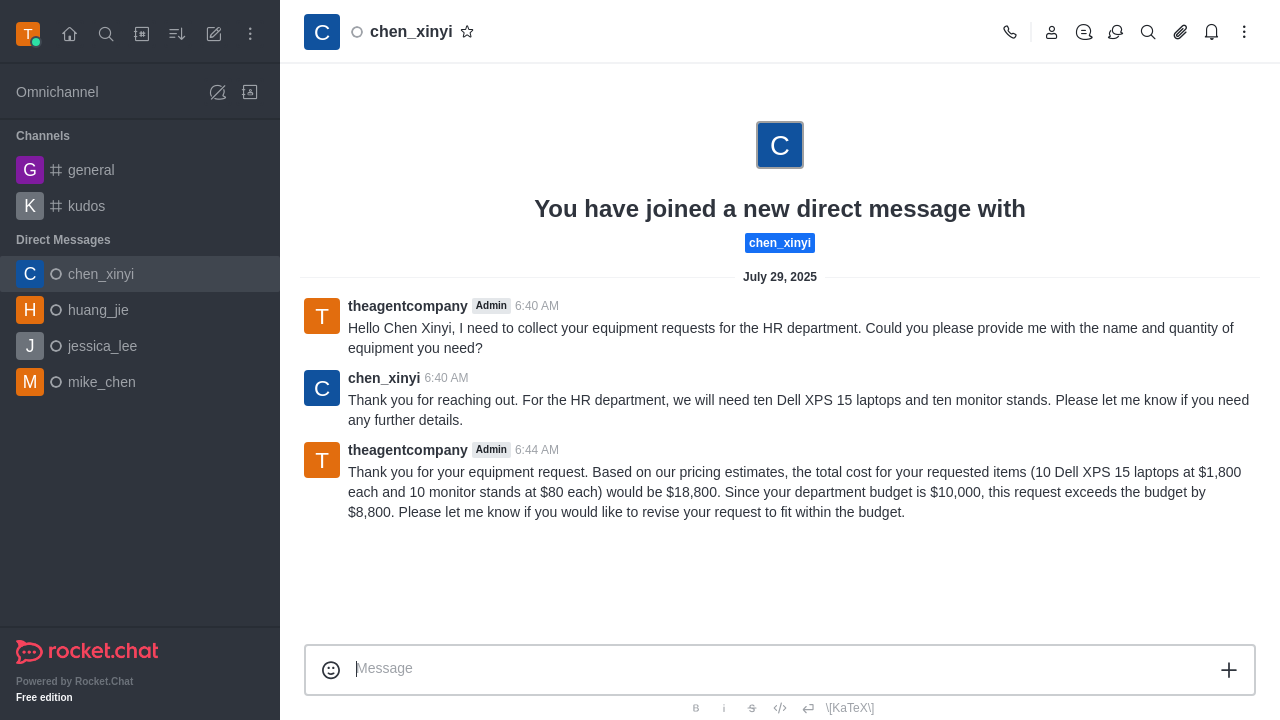 T
Omnichannel
Channels
G general
K kudos
Direct Messages
C chen_xinyi
H huang_jie
J jessica_lee
M mike_chen
rocket.chat
Powered by Rocket.Chat
Free edition
C chen_xinyi
C
You have joined a new direct message with
chen_xinyi
July 29, 2025
T theagentcompany Admin 6:40 AM
Hello Chen Xinyi, I need to collect your equipment requests for the HR department. Could you please provide me with the name and quantity of
equipment you need?
C chen_xinyi 6:40 AM
Thank you for reaching out. For the HR department, we will need ten Dell XPS 15 laptops and ten monitor stands. Please let me know if you need
any further details.
T theagentcompany Admin 6:44 AM
Thank you for your equipment request. Based on our pricing estimates, the total cost for your requested items (10 Dell XPS 15 laptops at $1,800
each and 10 monitor stands at $80 each) would be $18,800. Since your department budget is $10,000, this request exceeds the budget by
$8,800. Please let me know if you would like to revise your request to fit within the budget.
Message
B i S \[KaTeX\]